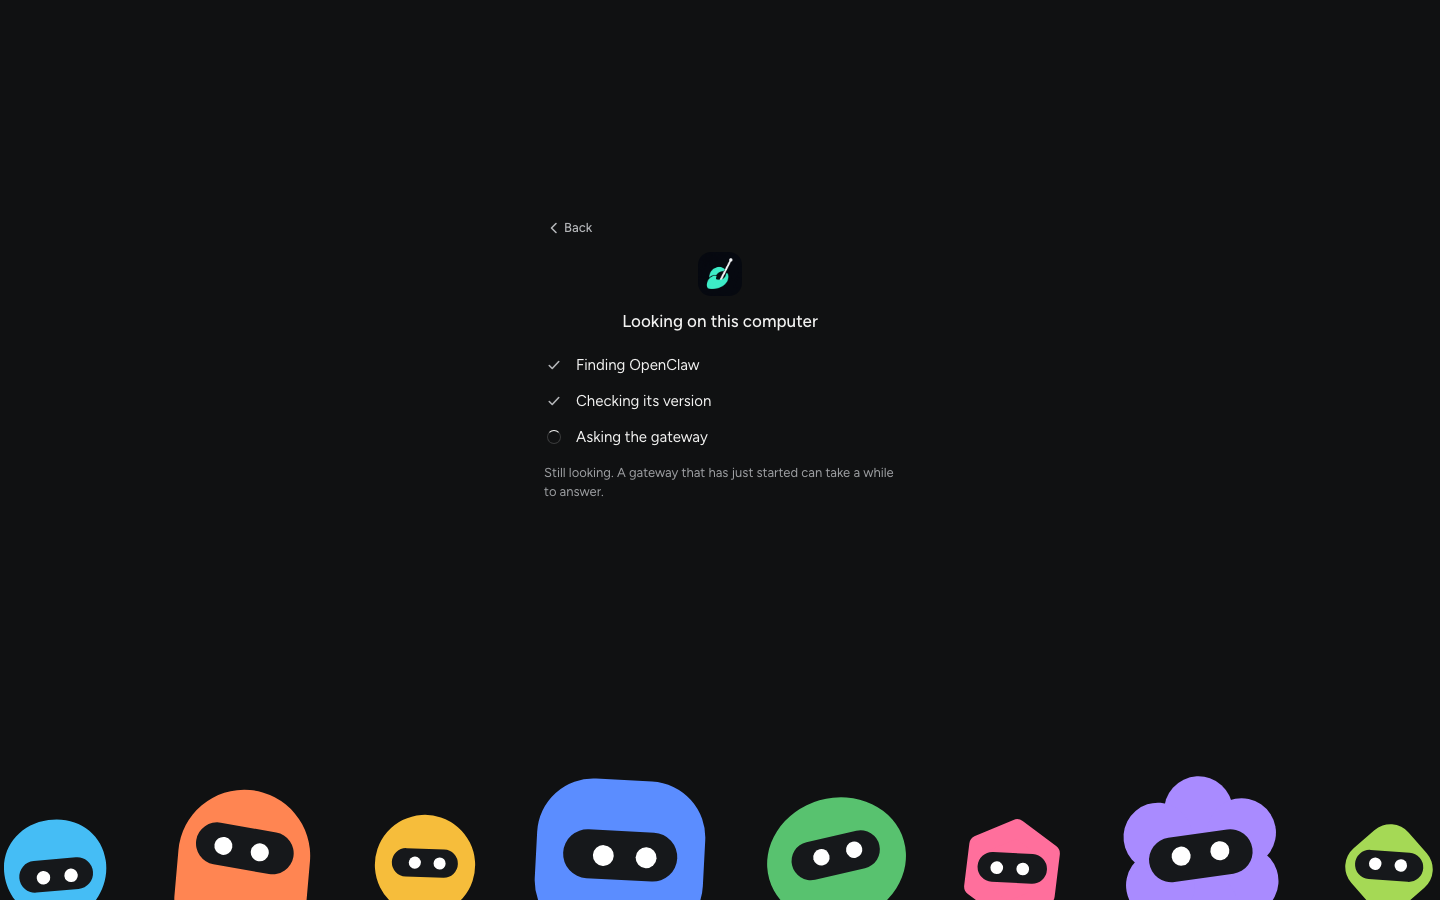 Back
Looking on this computer
Finding OpenClaw
Checking its version
Asking the gateway
Still looking. A gateway that has just started can take a while
to answer.